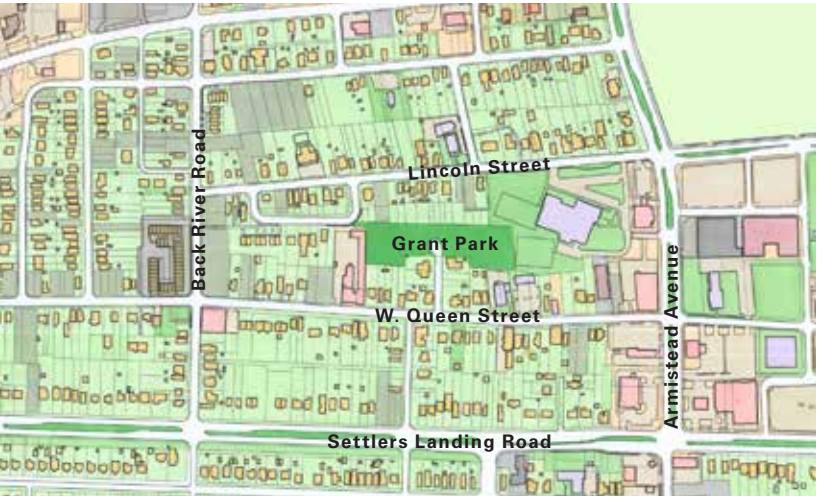 Lincoln Street
Back River Road
Grant Park
Armistead Avenue
W. Queen Street
Settlers Landing Road